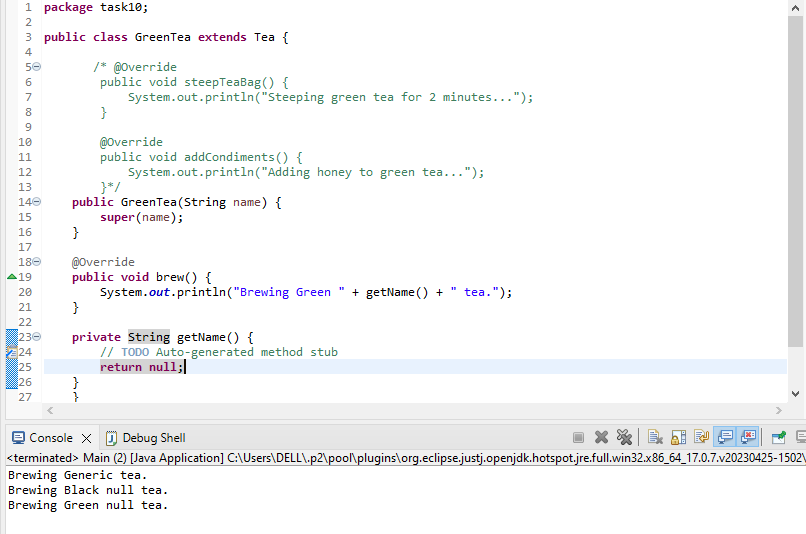 1 package task10;
2
3 public class GreenTea extends Tea {
4
5 /* @Override
6 public void steepTeaBag() {
7 System.out.println("Steeping green tea for 2 minutes...");
8 }
9
10 @Override
11 public void addCondiments() {
12 System.out.println("Adding honey to green tea...");
13 }*/
14 public GreenTea(String name) {
15 super(name);
16 }
17
18 @Override
19 public void brew() {
20 System.out.println("Brewing Green " + getName() + " tea.");
21 }
22
23 private String getName() {
24 // TODO Auto-generated method stub
25 return null;
26 }
27 }
Console Debug Shell
<terminated> Main (2) [Java Application] C:\Users\DELL\.p2\pool\plugins\org.eclipse.justj.openjdk.hotspot.jre.full.win32.x86_64_17.0.7.v20230425-1502\
Brewing Generic tea.
Brewing Black null tea.
Brewing Green null tea.